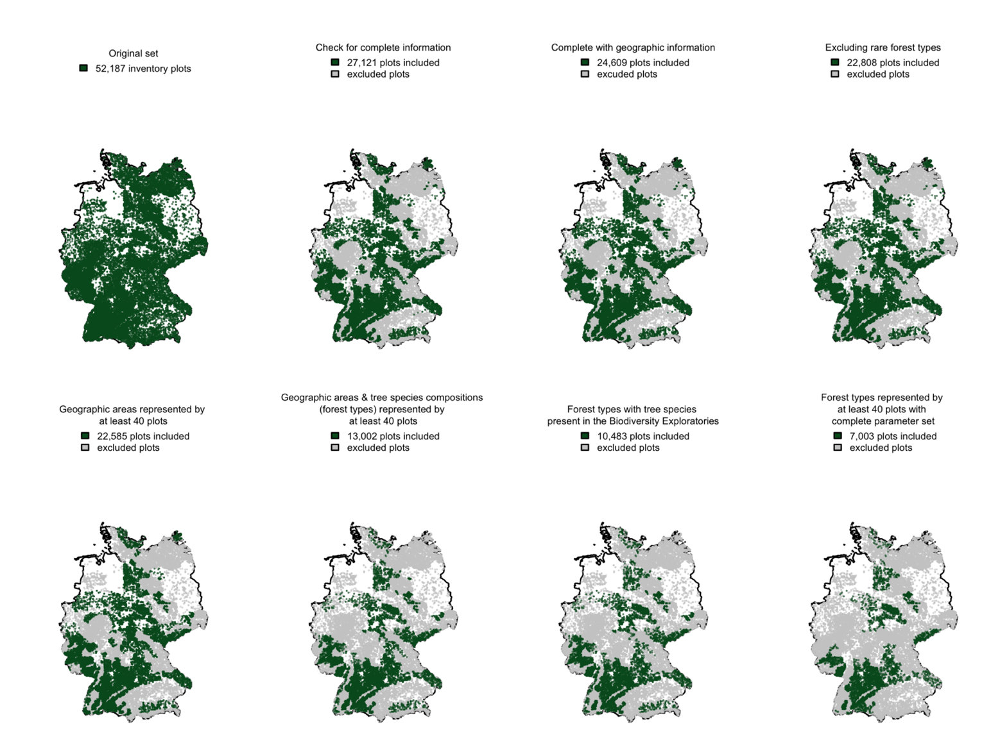 Original set
52,187 inventory plots
Check for complete information
27,121 plots included
excluded plots
Complete with geographic information
24,609 plots included
excuded plots
Excluding rare forest types
22,808 plots included
excluded plots
Geographic areas represented by
at least 40 plots
22,585 plots included
excluded plots
Geographic areas & tree species compositions
(forest types) represented by
at least 40 plots
13,002 plots included
excluded plots
Forest types with tree species
present in the Biodiversity Exploratories
10,483 plots included
excluded plots
Forest types represented by
at least 40 plots with
complete parameter set
7,003 plots included
excluded plots